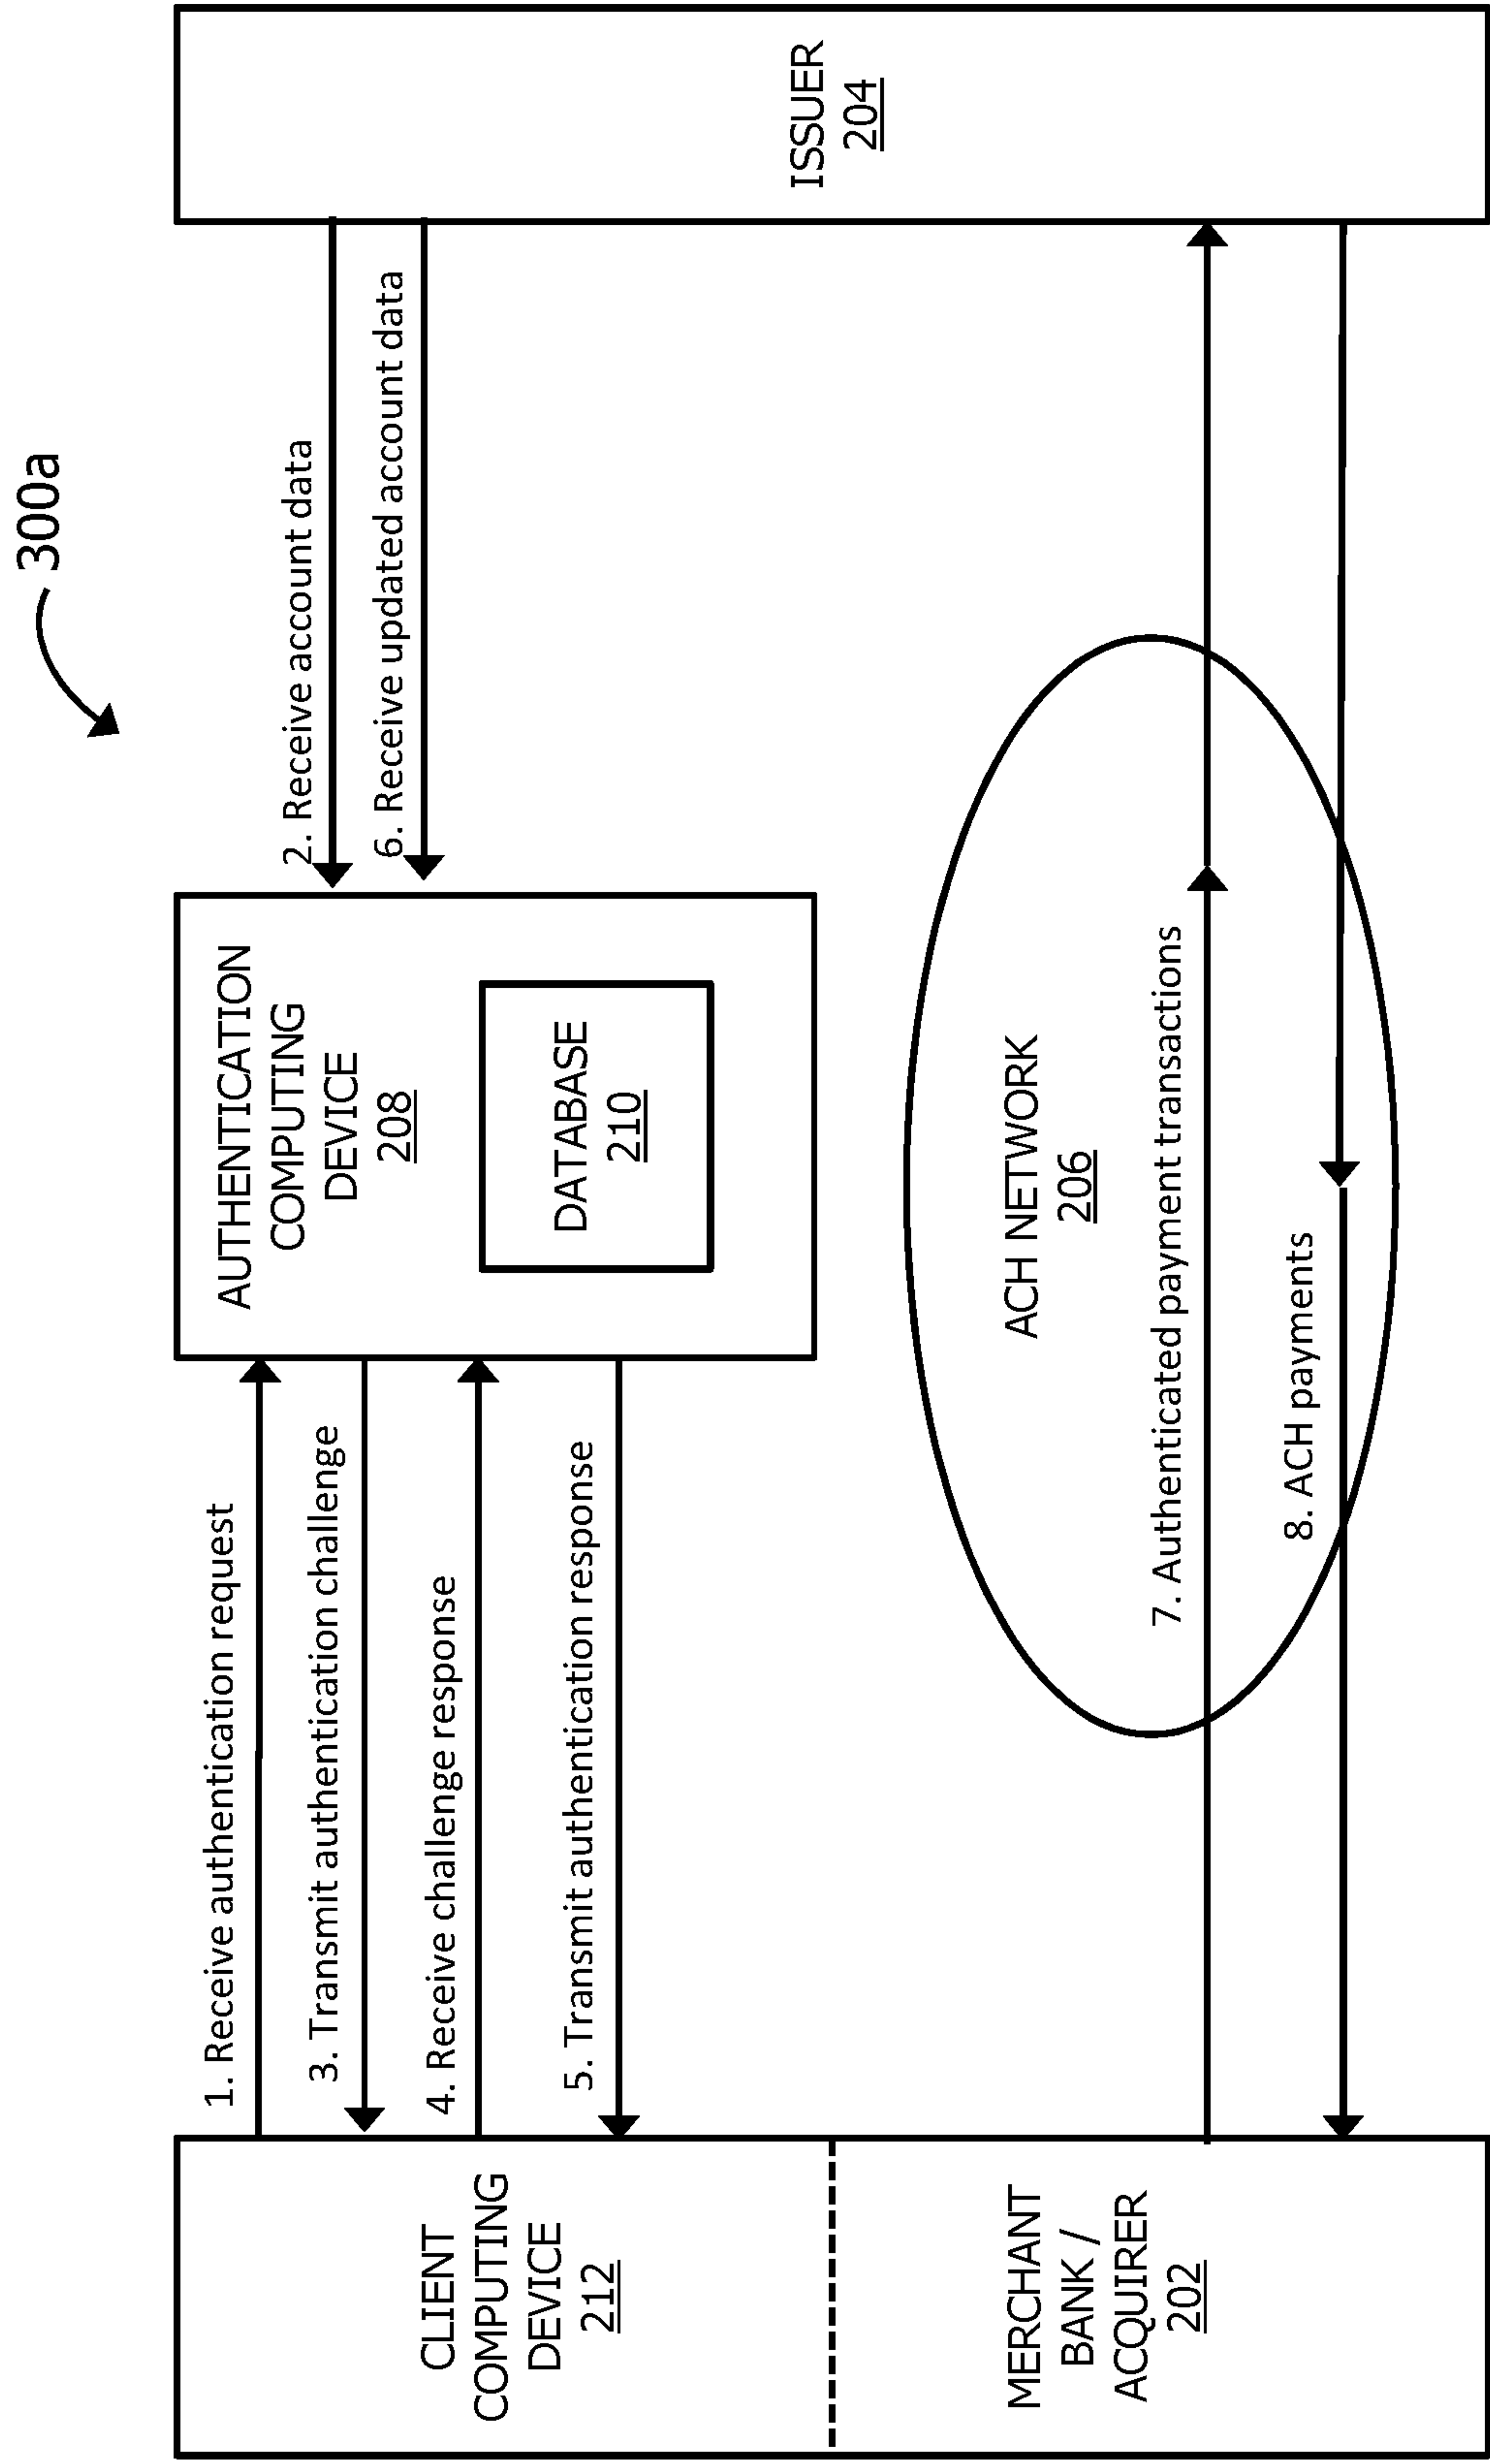 300a
CLIENT
COMPUTING
DEVICE
212
MERCHANT
BANK /
ACQUIRER
202
1. Receive authentication request
3. Transmit authentication challenge
4. Receive challenge response
5. Transmit authentication response
AUTHENTICATION
COMPUTING
DEVICE
208
DATABASE
210
2. Receive account data
6. Receive updated account data
ACH NETWORK
206
7. Authenticated payment transactions
8. ACH payments
ISSUER
204